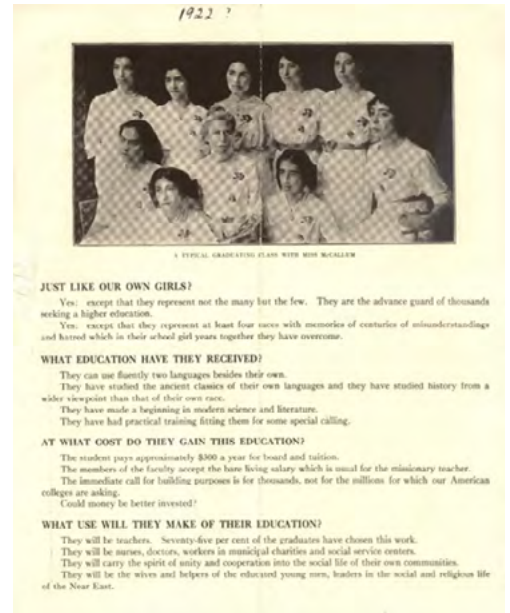 1922 ?
A TYPICAL GRADUATING CLASS WITH MISS McCALLUM
JUST LIKE OUR OWN GIRLS?
Yes: except that they represent not the many but the few. They are the advance guard of thousands
seeking a higher education.
Yes: except that they represent at least four races with memories of centuries of misunderstandings
and hatred which in their school girl years together they have overcome.
WHAT EDUCATION HAVE THEY RECEIVED?
They can use fluently two languages besides their own.
They have studied the ancient classics of their own languages and they have studied history from a
wider viewpoint than that of their own race.
They have made a beginning in modern science and literature.
They have had practical training fitting them for some special calling.
AT WHAT COST DO THEY GAIN THIS EDUCATION?
The student pays approximately $300 a year for board and tuition.
The members of the faculty accept the bare living salary which is usual for the missionary teacher.
The immediate call for building purposes is for thousands, not for the millions for which our American
colleges are asking.
Could money be better invested?
WHAT USE WILL THEY MAKE OF THEIR EDUCATION?
They will be teachers. Seventy-five per cent of the graduates have chosen this work.
They will be nurses, doctors, workers in municipal charities and social service centers.
They will carry the spirit of unity and cooperation into the social life of their own communities.
They will be the wives and helpers of the educated young men, leaders in the social and religious life
of the Near East.